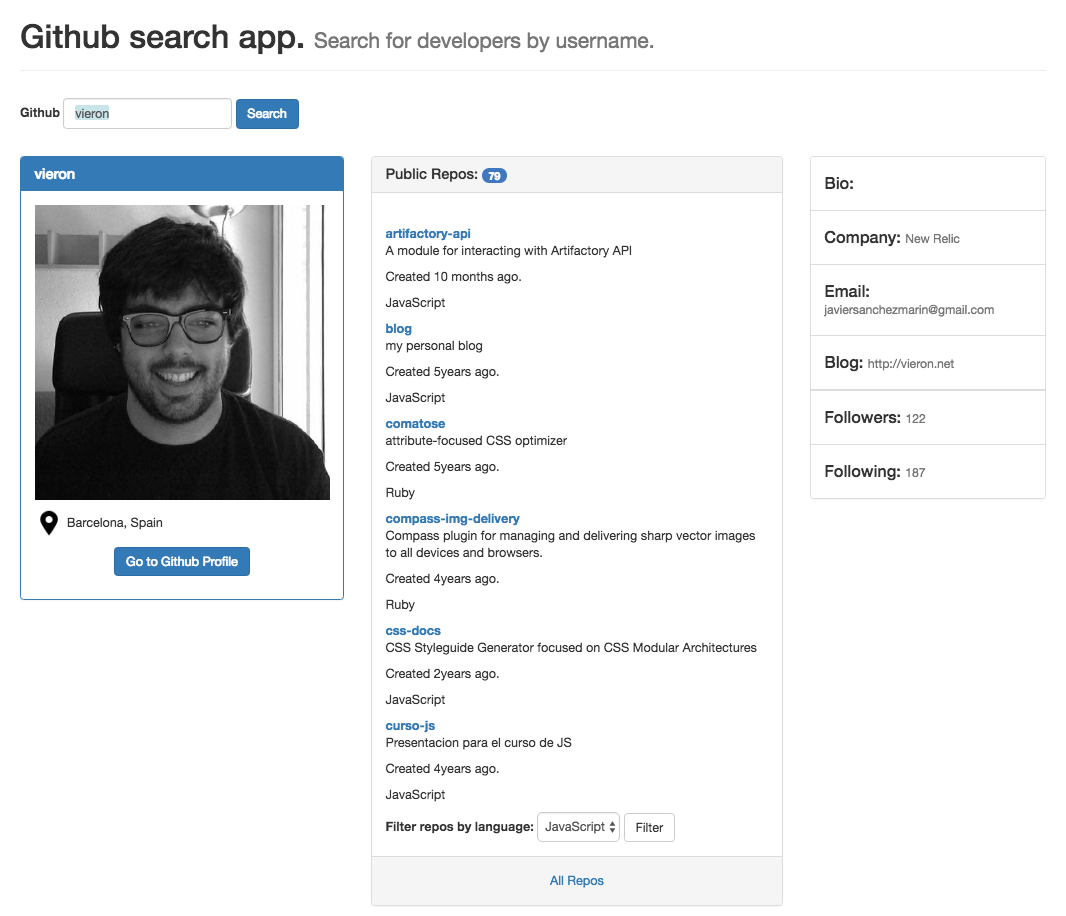 Github search app. Search for developers by username.
Github vieron Search
vieron
Barcelona, Spain
Go to Github Profile
Public Repos: 79
artifactory-api
A module for interacting with Artifactory API
Created 10 months ago.
JavaScript
blog
my personal blog
Created 5years ago.
JavaScript
comatose
attribute-focused CSS optimizer
Created 5years ago.
Ruby
compass-img-delivery
Compass plugin for managing and delivering sharp vector images
to all devices and browsers.
Created 4years ago.
Ruby
css-docs
CSS Styleguide Generator focused on CSS Modular Architectures
Created 2years ago.
JavaScript
curso-js
Presentacion para el curso de JS
Created 4years ago.
JavaScript
Filter repos by language: JavaScript Filter
All Repos
Bio:
Company: New Relic
Email:
javiersanchezmarin@gmail.com
Blog: http://vieron.net
Followers: 122
Following: 187